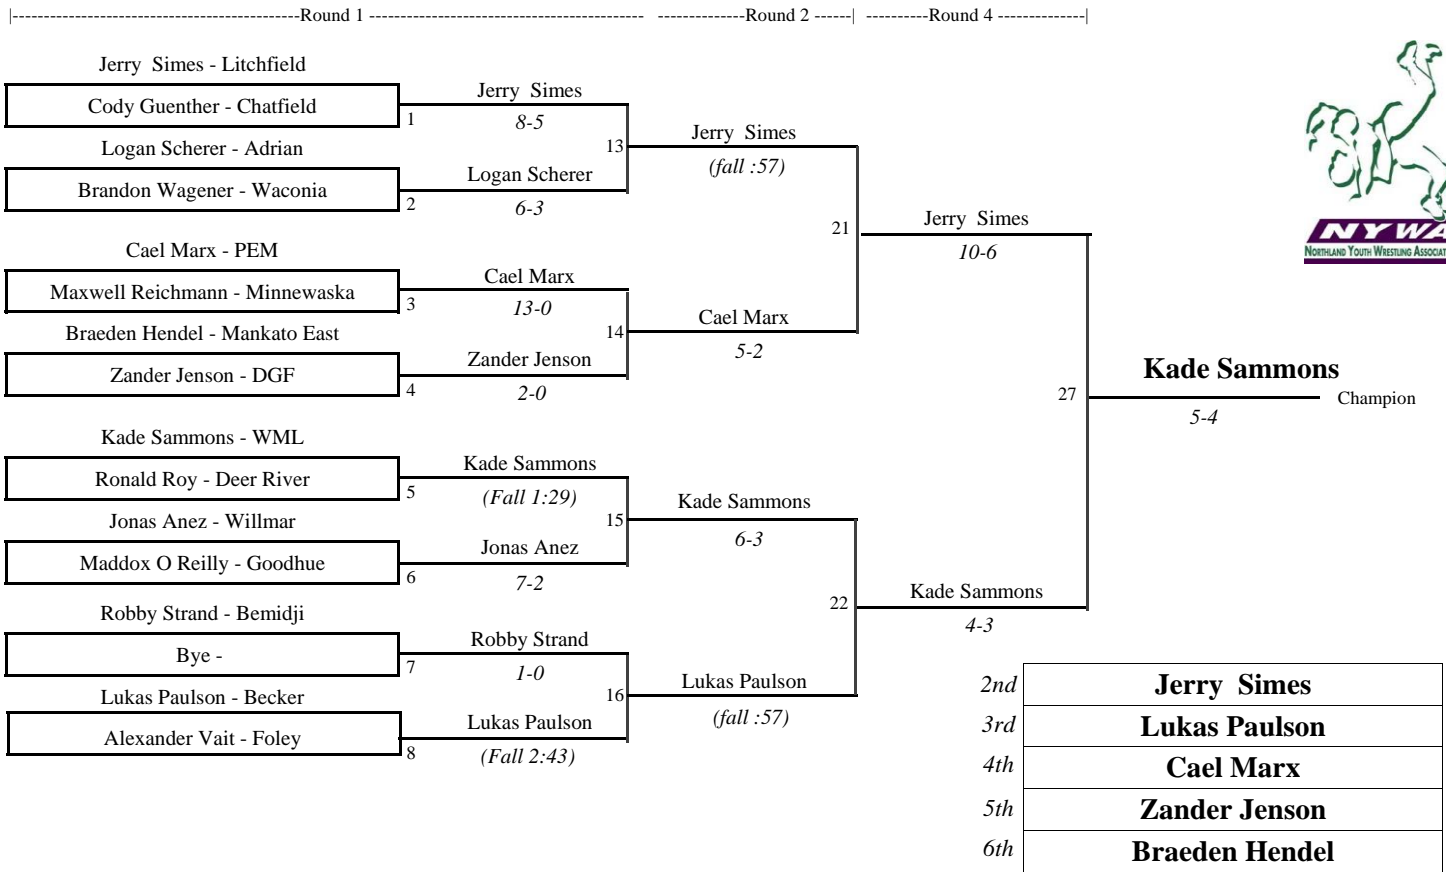 |------------------------------------------Round 1 ---------------------------------------- -------------Round 2 ------| ----------Round 4 -------------|
Jerry Simes - Litchfield
Cody Guenther - Chatfield
1
Jerry Simes
8-5
Logan Scherer - Adrian
Brandon Wagener - Waconia
2
Logan Scherer
6-3
13
Jerry Simes
(fall :57)
Cael Marx - PEM
Maxwell Reichmann - Minnewaska
3
Cael Marx
13-0
Braeden Hendel - Mankato East
Zander Jenson - DGF
4
Zander Jenson
2-0
14
Cael Marx
5-2
21
Jerry Simes
10-6
Kade Sammons - WML
Ronald Roy - Deer River
5
Kade Sammons
(Fall 1:29)
Jonas Anez - Willmar
Maddox O Reilly - Goodhue
6
Jonas Anez
7-2
15
Kade Sammons
6-3
Robby Strand - Bemidji
Bye -
7
Robby Strand
1-0
Lukas Paulson - Becker
Alexander Vait - Foley
8
Lukas Paulson
(Fall 2:43)
16
Lukas Paulson
(fall :57)
22
Kade Sammons
4-3
27
Kade Sammons
5-4
Champion
NYWA
NORTHLAND YOUTH WRESTLING ASSOCIAT
2nd Jerry Simes
3rd Lukas Paulson
4th Cael Marx
5th Zander Jenson
6th Braeden Hendel